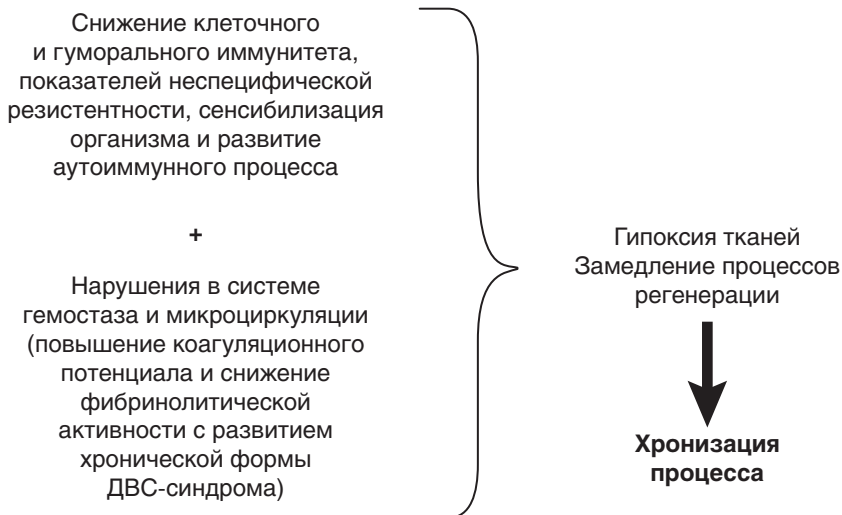 Снижение клеточного
и гуморального иммунитета,
показателей неспецифической
резистентности, сенсибилизация
организма и развитие
аутоиммунного процесса
+
Нарушения в системе
гемостаза и микроциркуляции
(повышение коагуляционного
потенциала и снижение
фибринолитической
активности с развитием
хронической формы
ДВС-синдрома)
Гипоксия тканей
Замедление процессов
регенерации
Хронизация
процесса